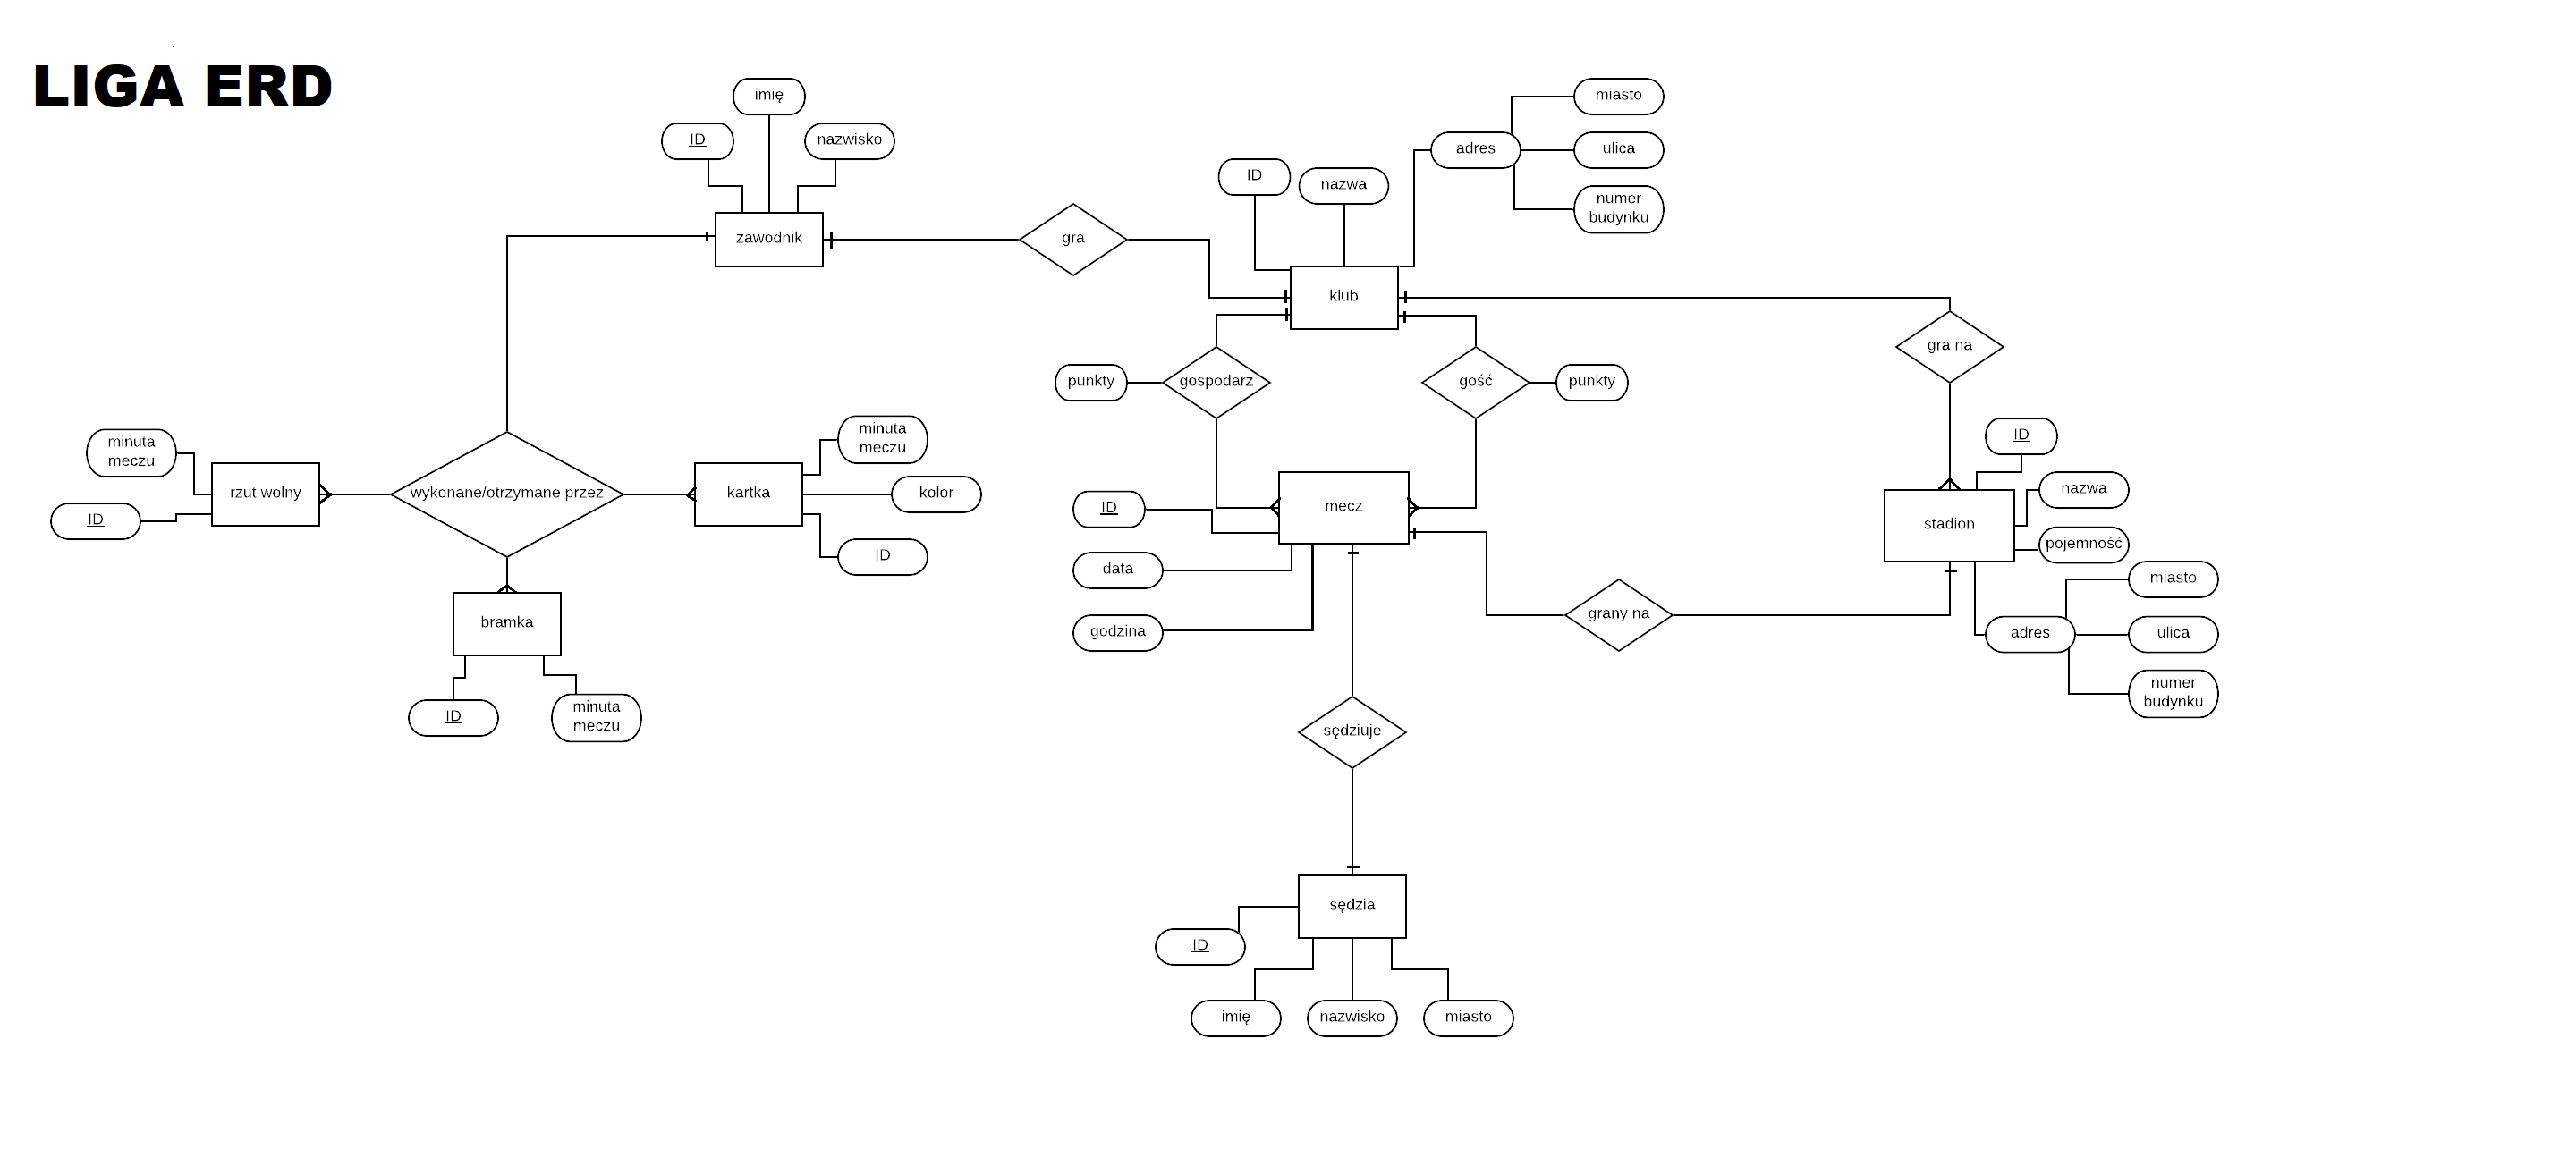 LIGA ERD
imię
ID
nazwisko
zawodnik
gra
ID
nazwa
adres
miasto
ulica
numer
budynku
klub
gra na
punkty
gospodarz
gość
punkty
minuta
meczu
rzut wolny
ID
wykonane/otrzymane przez
kartka
minuta
meczu
kolor
ID
bramka
ID
minuta
meczu
mecz
ID
data
godzina
grany na
stadion
ID
nazwa
pojemność
adres
miasto
ulica
numer
budynku
sędziuje
sędzia
ID
imię
nazwisko
miasto